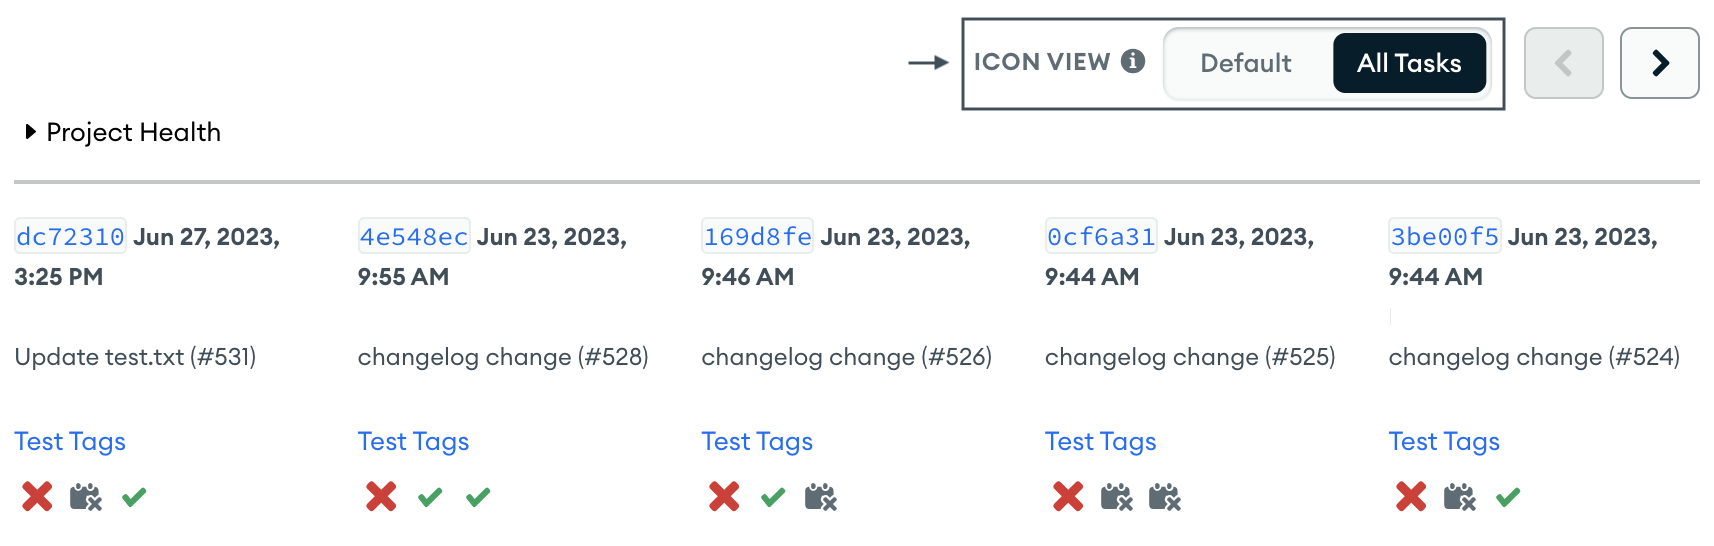 ICON VIEW Default All Tasks
Project Health
dc72310 Jun 27, 2023, 4e548ec Jun 23, 2023, 169d8fe Jun 23, 2023, 0cf6a31 Jun 23, 2023, 3be00f5 Jun 23, 2023,
3:25 PM 9:55 AM 9:46 AM 9:44 AM 9:44 AM
Update test.txt (#531) changelog change (#528) changelog change (#526) changelog change (#525) changelog change (#524)
Test Tags Test Tags Test Tags Test Tags Test Tags